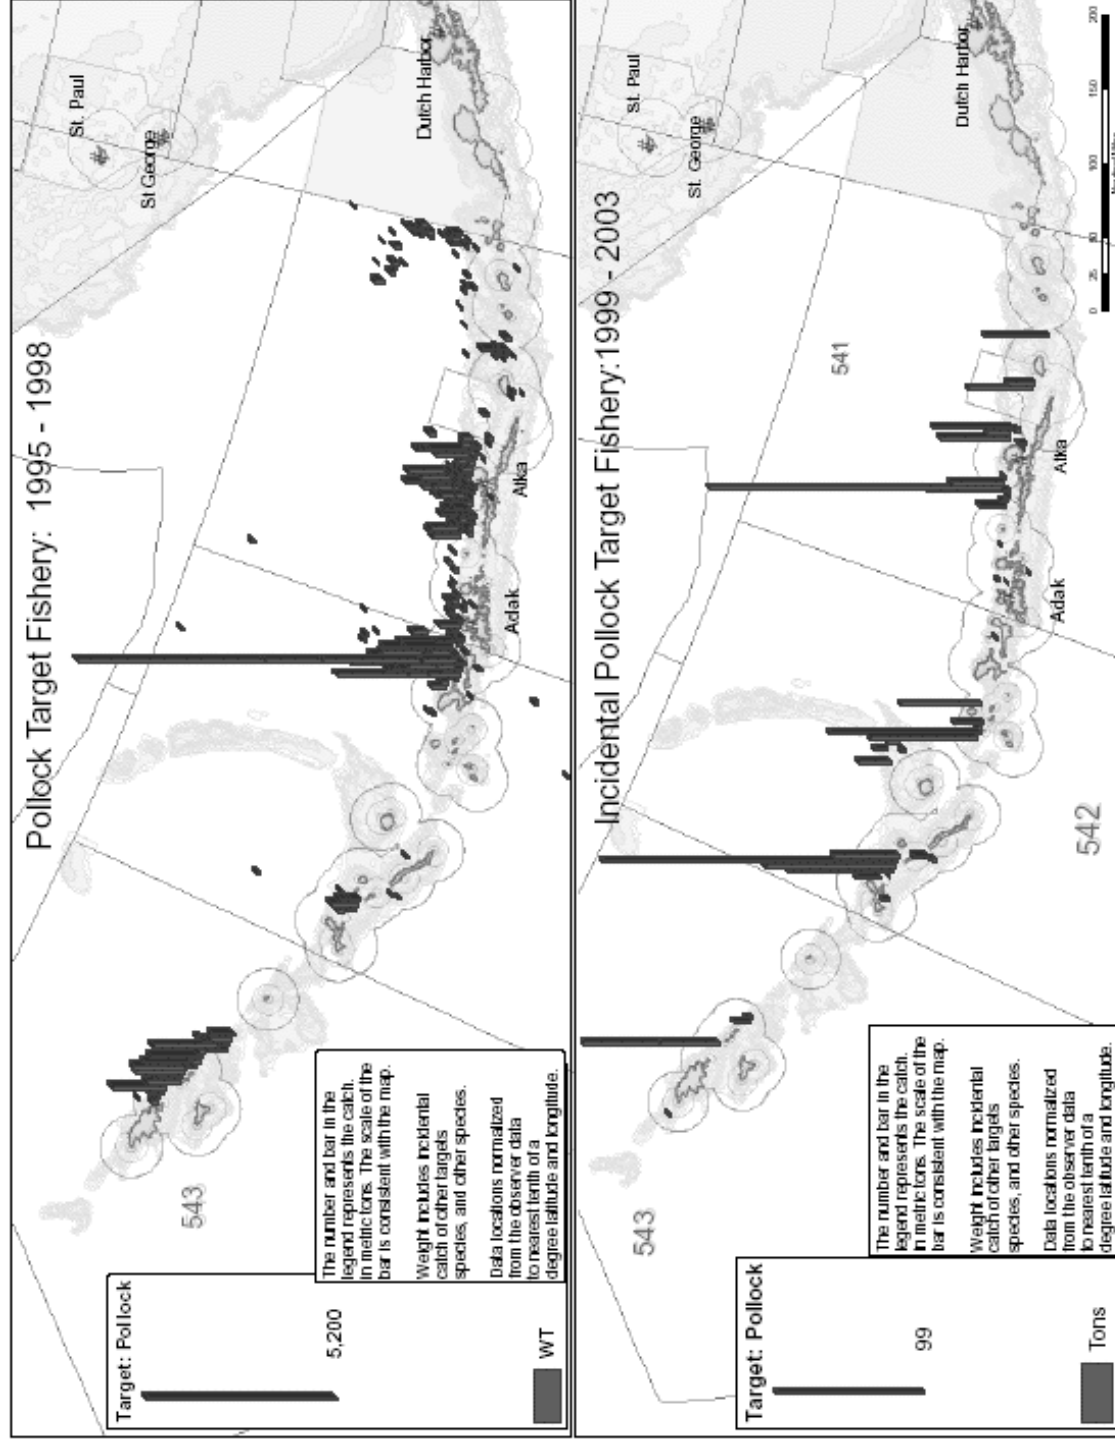 Pollock Target Fishery: 1995 - 1998
St. Paul
St George
Dutch Harbor
Atka
Adak
543
Target: Pollock
5,200
WT
The number and bar in the
legend represents the catch.
in metric tons. The scale of the
bar is consistent with the map.
Weight includes incidental
catch of other targets
species, and other species.
Data locations normalized
from the observer data
to nearest tenth of a
degree latitude and longitude.
Incidental Pollock Target Fishery:1999 - 2003
St. Paul
St. George
Dutch Harbor
541
Atka
Adak
542
543
Target: Pollock
99
Tons
The number and bar in the
legend represents the catch.
in metric tons. The scale of the
bar is consistent with the map.
Weight includes incidental
catch of other targets
species, and other species.
Data locations normalized
from the observer data
to nearest tenth of a
degree latitude and longitude.
0 25 50 100 150 200